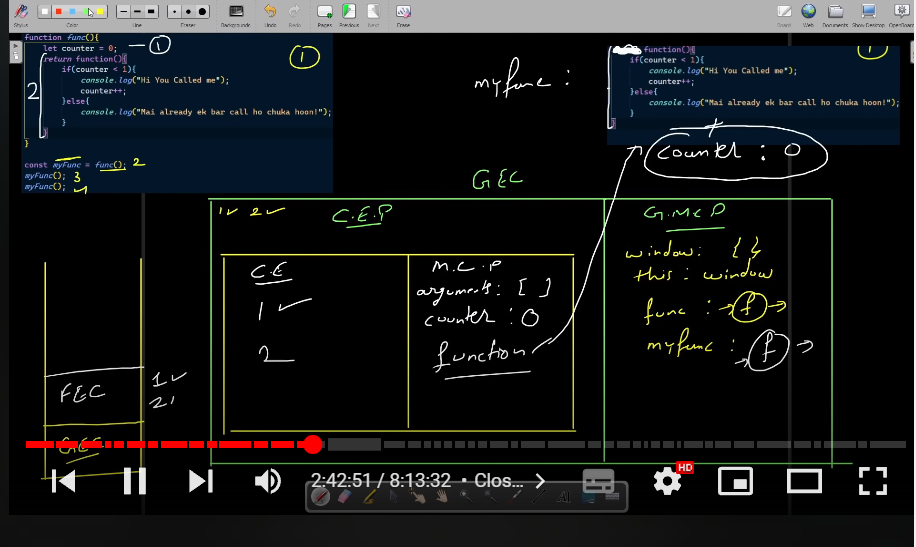 Stylus
Color
Line
Eraser
Backgrounds
Undo
Redo
Pages
Previous
Next
Erase
Board
Web
Documents
Show Desktop
OpenBoard
function func(){
let counter = 0; — 1
return function(){
if(counter < 1){
console.log("Hi You Called me");
counter++;
}else{
console.log("Mai already ek bar call ho chuka hoon!");
}
}
}
1
2
const myFunc = func(); 2
myFunc(); 3
myFunc();
myfunc :
function(){
if(counter < 1){
console.log("Hi You Called me");
counter++;
}else{
console.log("Mai already ek bar call ho chuka hoon!");
}
}
1
counter : 0
GEC
1✓ 2✓
C.E.P
G.M.C.P
C.E
1 ✓
2
M.C.P
arguments: [ ]
counter : 0
function
window: { }
this: window
func : → f →
myfunc : → f →
FEC
1✓
2
GEC
2:42:51 / 8:13:32 • Clos...
HD